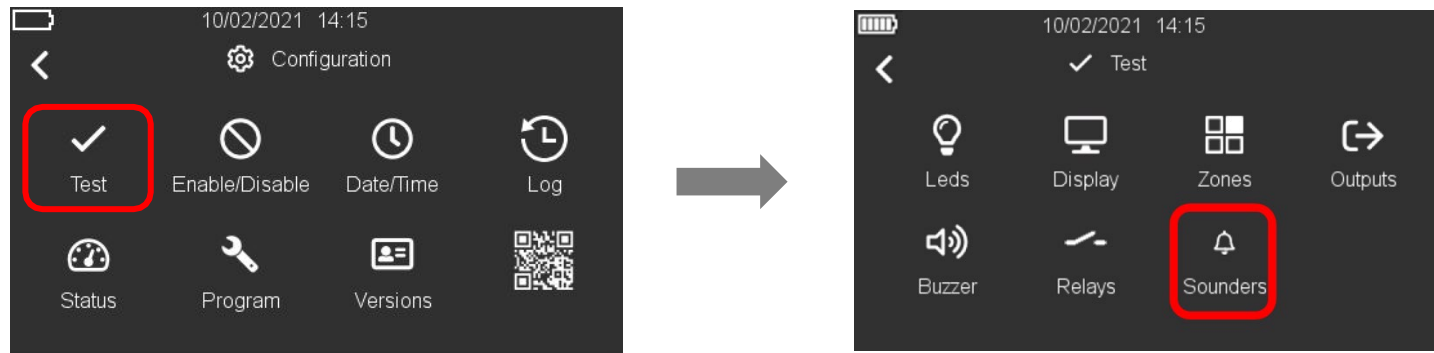 10/02/2021 14:15
Configuration
Test Enable/Disable Date/Time Log
Status Program Versions
10/02/2021 14:15
Test
Leds Display Zones Outputs
Buzzer Relays Sounders